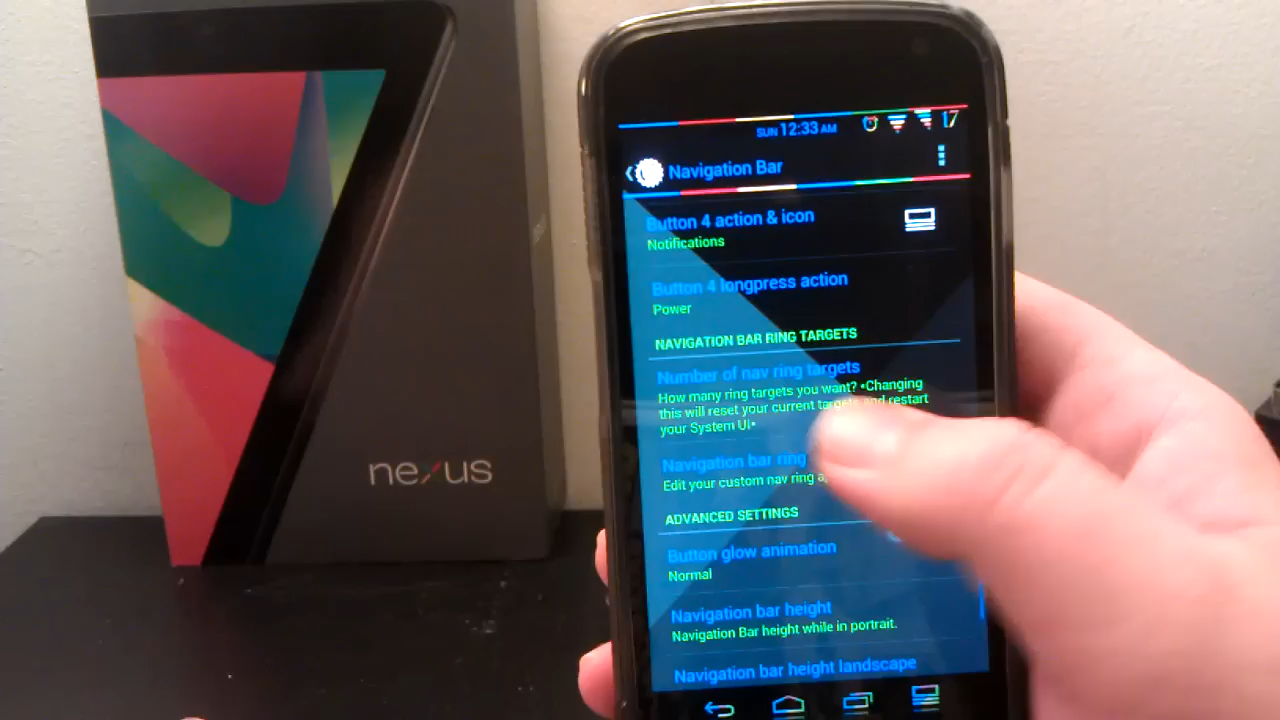 SUN 12:33 AM 17
Navigation Bar
Button 4 action & icon
Notifications
Button 4 longpress action
Power
NAVIGATION BAR RING TARGETS
Number of nav ring targets
How many ring targets you want? •Changing
this will reset your current targets and restart
your System UI•
Navigation bar ring
Edit your custom nav ring
ADVANCED SETTINGS
Button glow animation
Normal
Navigation bar height
Navigation Bar height while in portrait.
Navigation bar height landscape
nexus